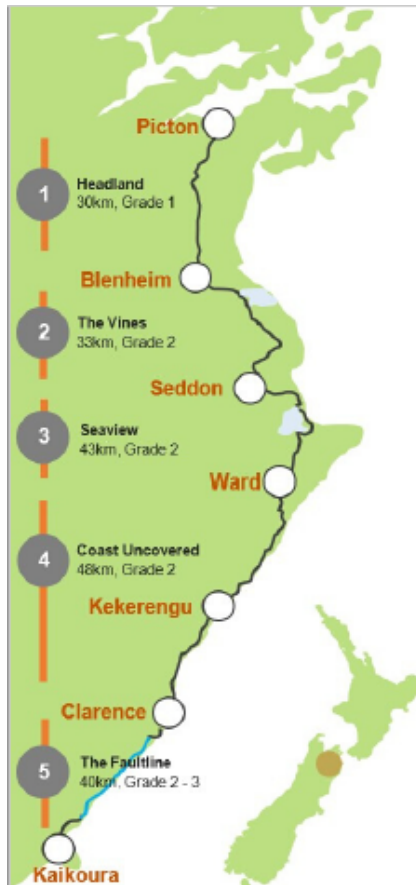 Picton
1
Headland
30km, Grade 1
Blenheim
2
The Vines
33km, Grade 2
Seddon
3
Seaview
43km, Grade 2
Ward
4
Coast Uncovered
48km, Grade 2
Kekerengu
Clarence
5
The Faultline
40km, Grade 2 - 3
Kaikoura